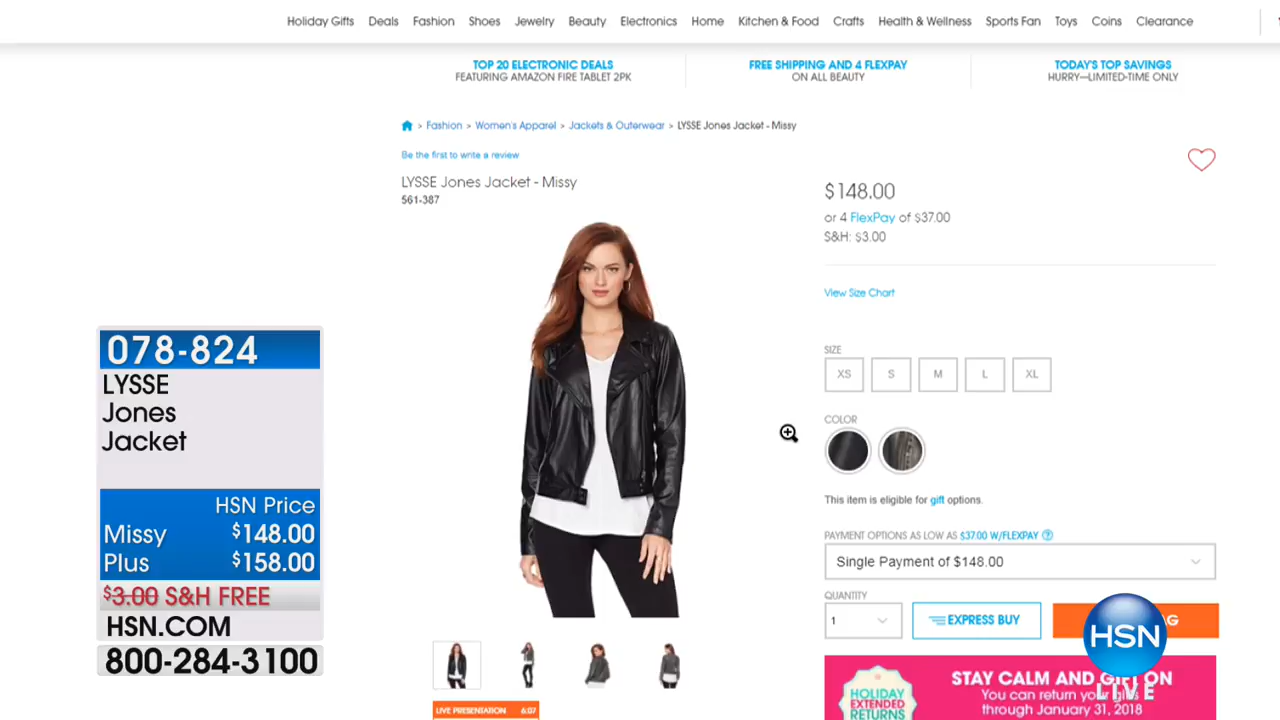 Holiday Gifts Deals Fashion Shoes Jewelry Beauty Electronics Home Kitchen & Food Crafts Health & Wellness Sports Fan Toys Coins Clearance
TOP 20 ELECTRONIC DEALS
FEATURING AMAZON FIRE TABLET 2PK
FREE SHIPPING AND 4 FLEXPAY
ON ALL BEAUTY
TODAY'S TOP SAVINGS
HURRY—LIMITED-TIME ONLY
> Fashion > Women's Apparel > Jackets & Outerwear > LYSSE Jones Jacket - Missy
Be the first to write a review
LYSSE Jones Jacket - Missy
561-387
$148.00
or 4 FlexPay of $37.00
S&H: $3.00
View Size Chart
SIZE
XS S M L XL
COLOR
This item is eligible for gift options.
PAYMENT OPTIONS AS LOW AS $37.00 W/FLEXPAY ?
Single Payment of $148.00
QUANTITY
1
EXPRESS BUY
HSN
LIVE
STAY CALM AND GIFT ON
You can return your gifts
through January 31, 2018
HOLIDAY
EXTENDED
RETURNS
LIVE PRESENTATION 6:07
078-824
LYSSE
Jones
Jacket
HSN Price
Missy $148.00
Plus $158.00
$3.00 S&H FREE
HSN.COM
800-284-3100